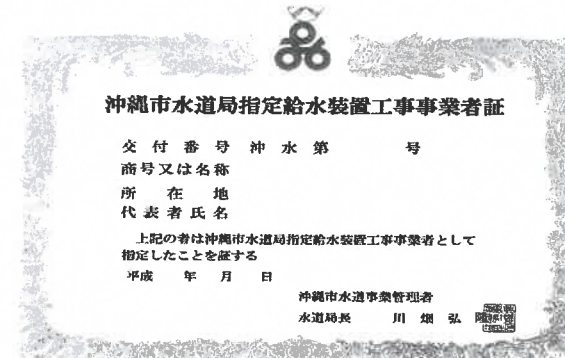 沖縄市水道局指定給水装置工事事業者証
交付番号 沖水第 号
商号又は名称
所在地
代表者氏名
上記の者は沖縄市水道局指定給水装置工事事業者として
指定したことを証する
平成 年 月 日
沖縄市水道事業管理者
水道局長 川畑弘